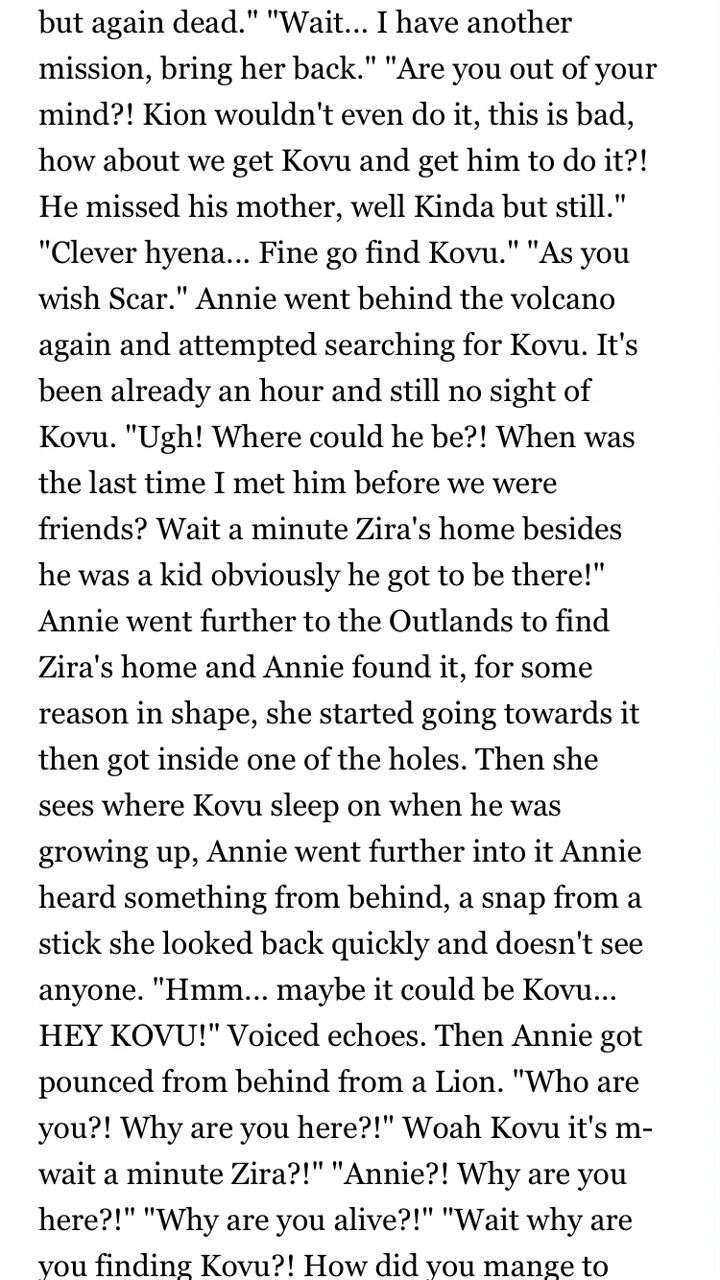 but again dead." "Wait... I have another
mission, bring her back." "Are you out of your
mind?! Kion wouldn't even do it, this is bad,
how about we get Kovu and get him to do it?!
He missed his mother, well Kinda but still."
"Clever hyena... Fine go find Kovu." "As you
wish Scar." Annie went behind the volcano
again and attempted searching for Kovu. It's
been already an hour and still no sight of
Kovu. "Ugh! Where could he be?! When was
the last time I met him before we were
friends? Wait a minute Zira's home besides
he was a kid obviously he got to be there!"
Annie went further to the Outlands to find
Zira's home and Annie found it, for some
reason in shape, she started going towards it
then got inside one of the holes. Then she
sees where Kovu sleep on when he was
growing up, Annie went further into it Annie
heard something from behind, a snap from a
stick she looked back quickly and doesn't see
anyone. "Hmm... maybe it could be Kovu...
HEY KOVU!" Voiced echoes. Then Annie got
pounced from behind from a Lion. "Who are
you?! Why are you here?!" Woah Kovu it's m-
wait a minute Zira?!" "Annie?! Why are you
here?!" "Why are you alive?!" "Wait why are
you finding Kovu?! How did you mange to